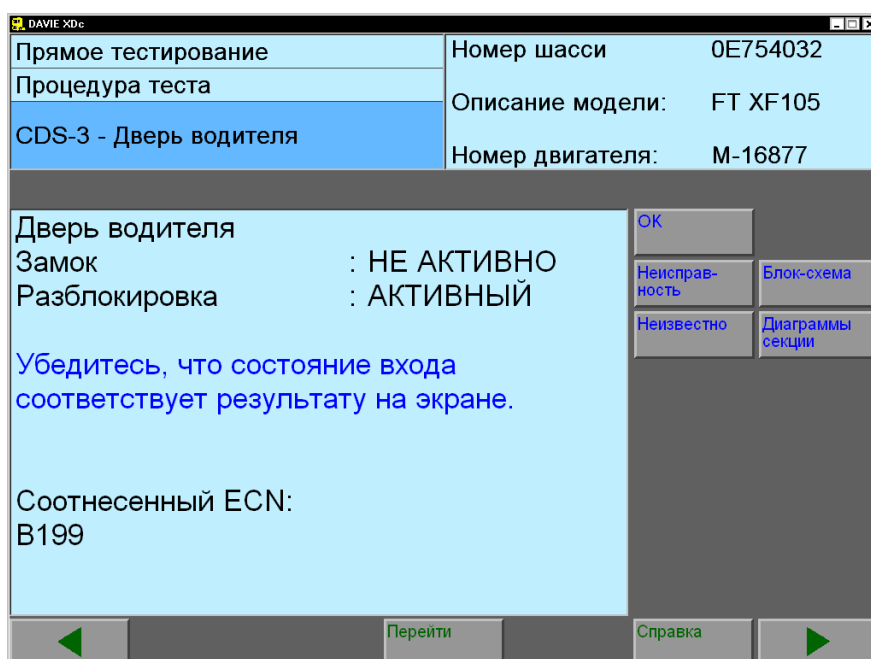 DAVIE XDc
Прямое тестирование
Процедура теста
CDS-3 - Дверь водителя
Номер шасси 0E754032
Описание модели: FT XF105
Номер двигателя: M-16877
Дверь водителя
Замок : НЕ АКТИВНО
Разблокировка : АКТИВНЫЙ
Убедитесь, что состояние входа
соответствует результату на экране.
Соотнесенный ECN:
B199
OK
Неисправ-
ность
Блок-схема
Неизвестно
Диаграммы
секции
Перейти
Справка